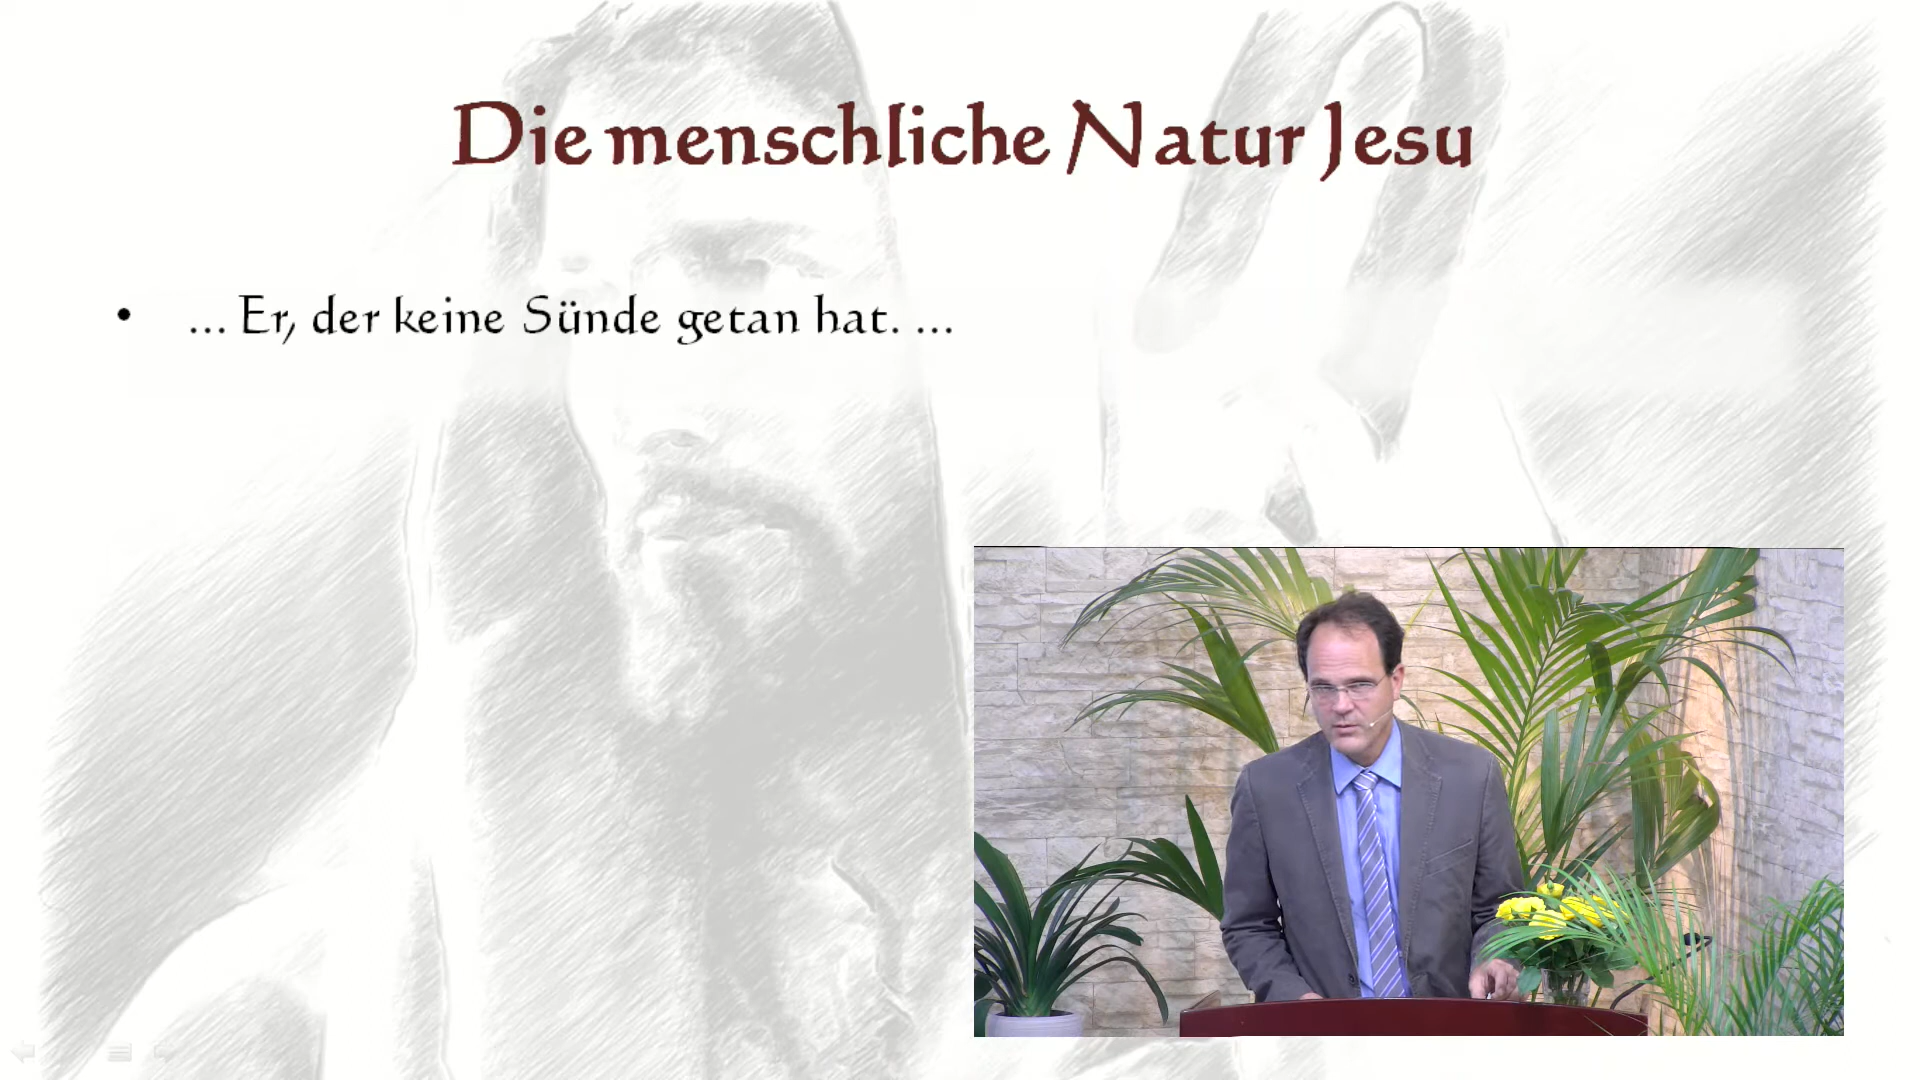 Die menschliche Natur Jesu
• ... Er, der keine Sünde getan hat. ...